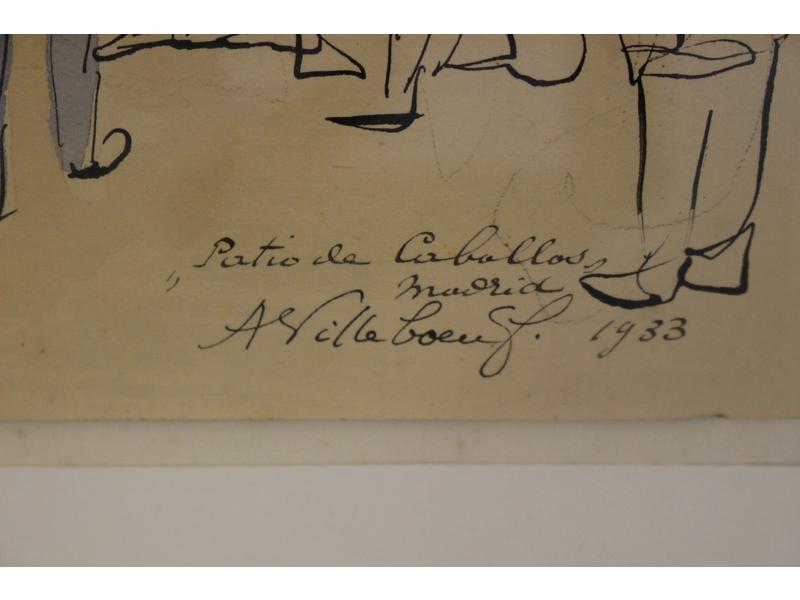 „Patio de Caballos„
Madrid
A Villeboeuf. 1933